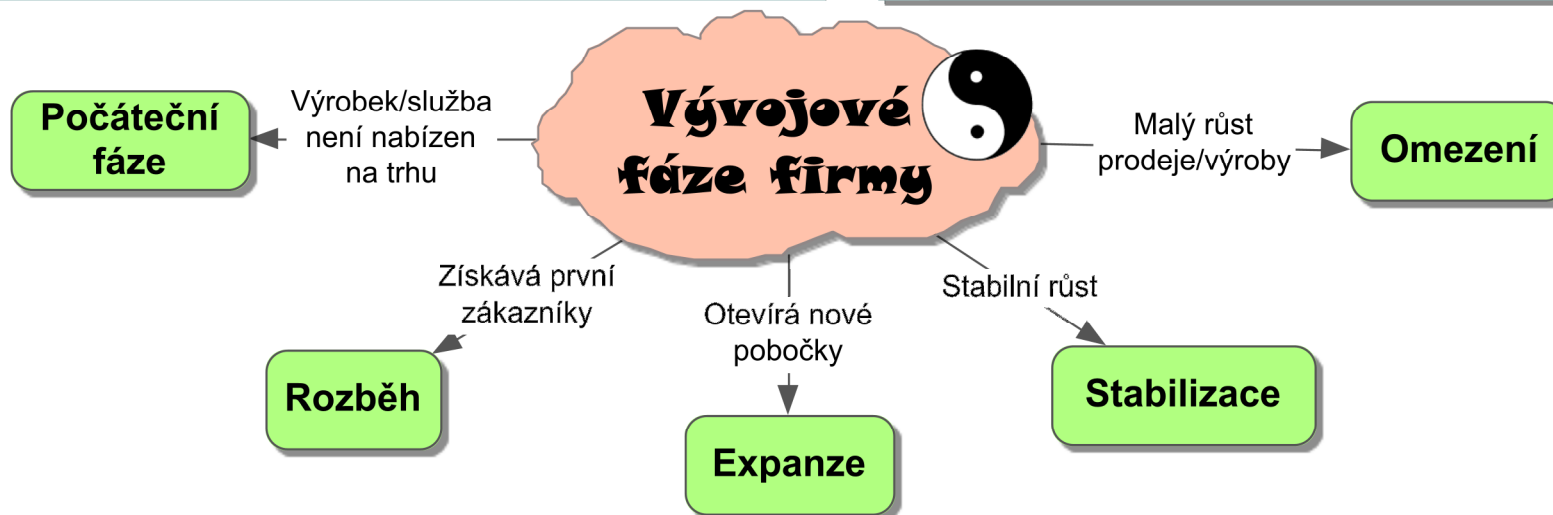 Vývojové
fáze firmy
Výrobek/služba
není nabízen
na trhu
Počáteční
fáze
Získává první
zákazníky
Rozběh
Otevírá nové
pobočky
Expanze
Stabilní růst
Stabilizace
Malý růst
prodeje/výroby
Omezení